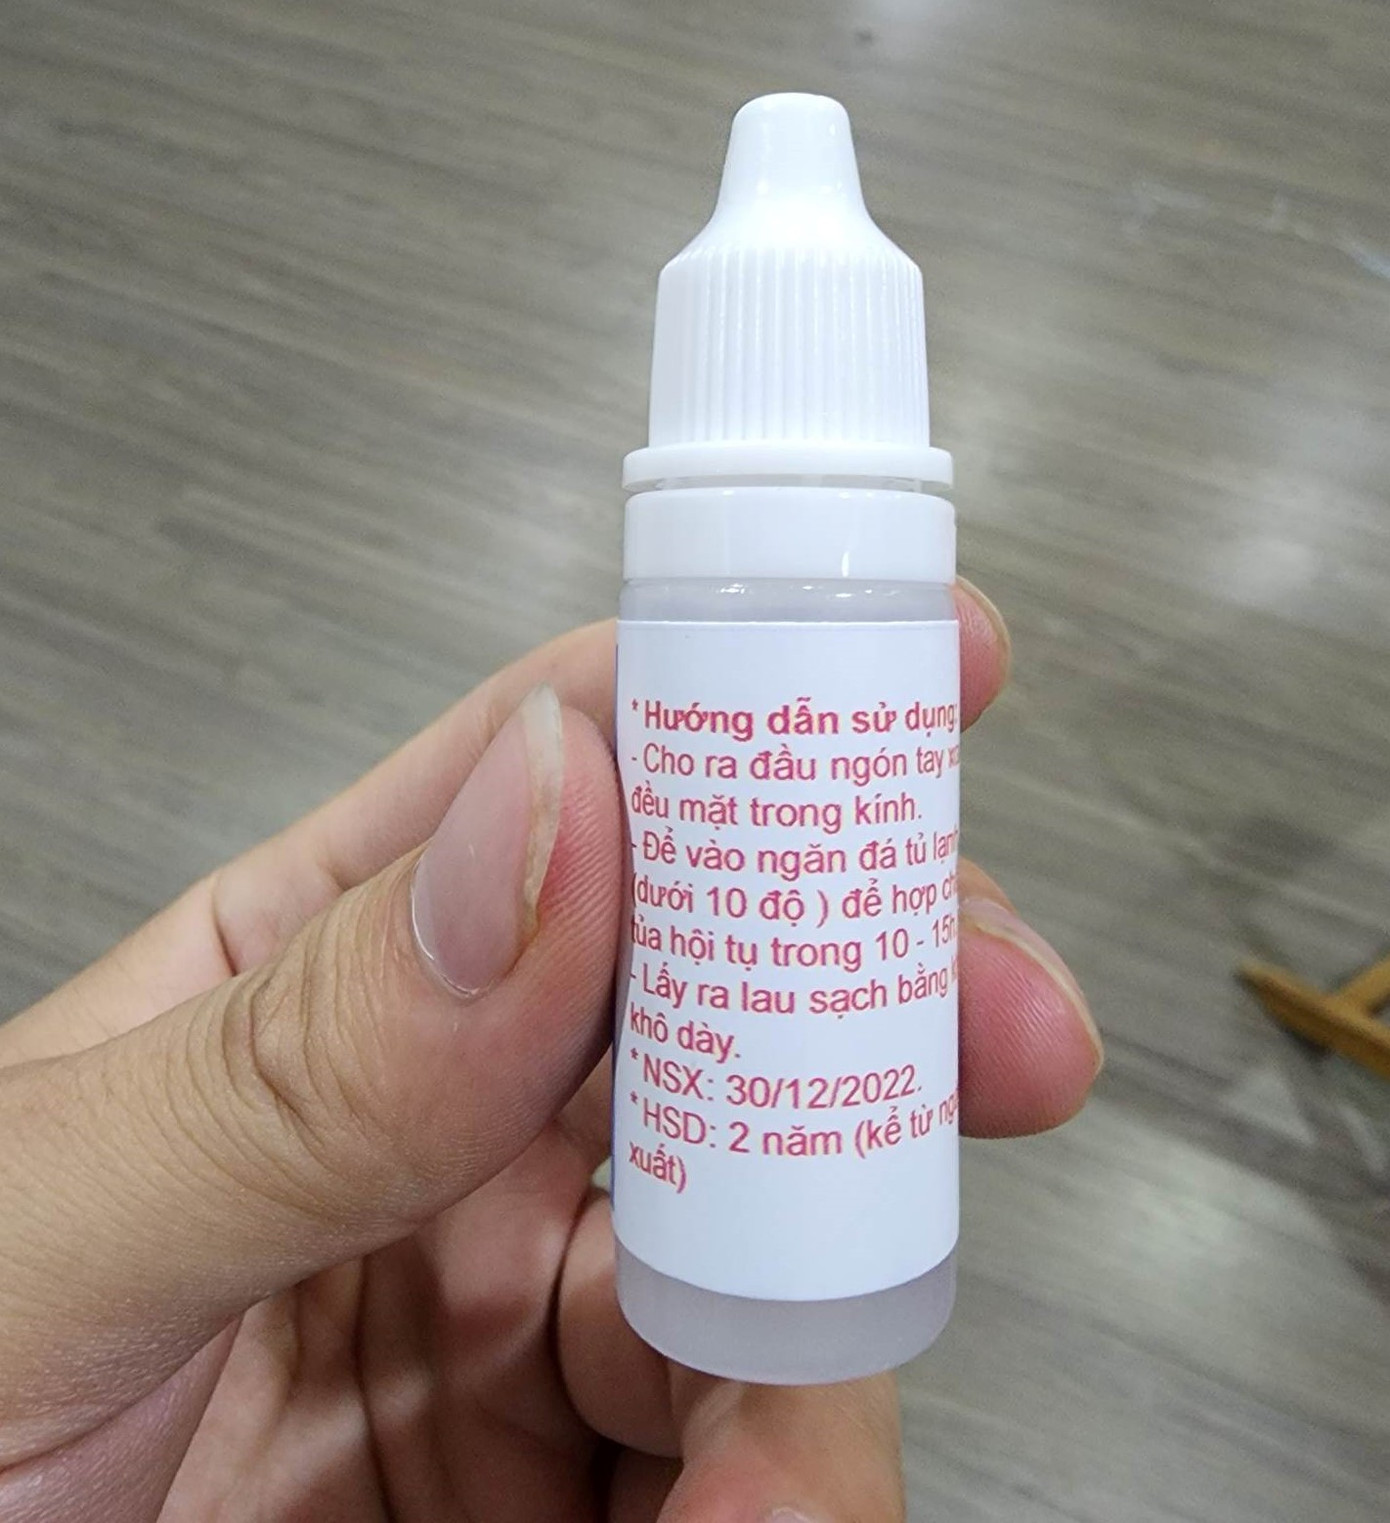 * Hướng dẫn sử dụng:
- Cho ra đầu ngón tay
đều mặt trong kính.
- Để vào ngăn đá tủ lạnh
(dưới 10 độ ) để hợp
tủa hội tụ trong 10 - 15h
- Lấy ra lau sạch bằng
khô dày.
* NSX: 30/12/2022.
* HSD: 2 năm (kể từ
xuất)